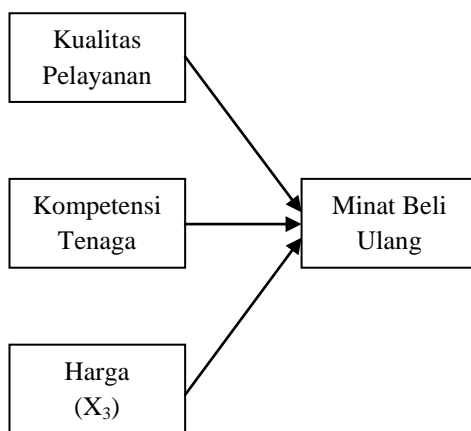 Kualitas
Pelayanan
Kompetensi
Tenaga
Minat Beli
Ulang
Harga
(X₃)